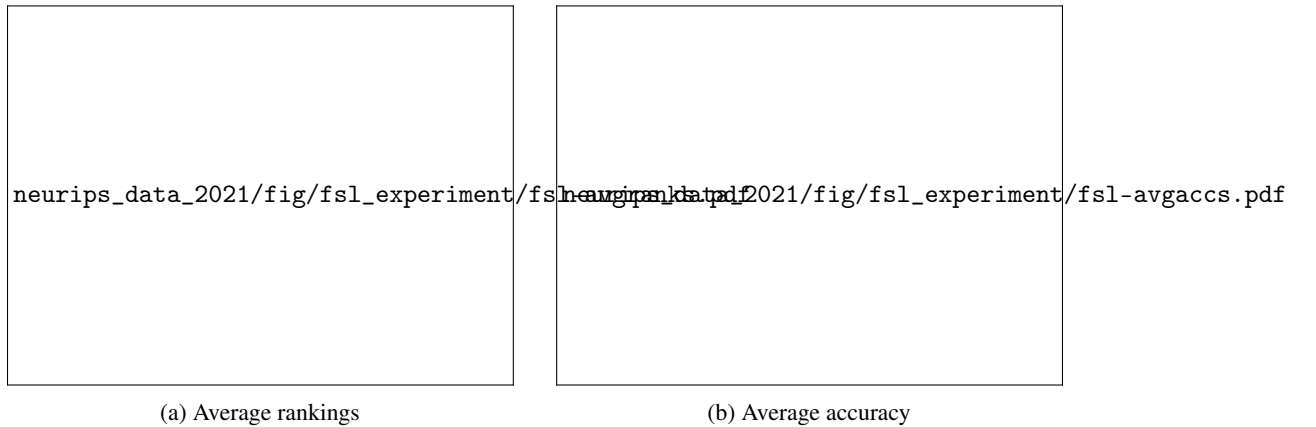 neurips_data_2021/fig/fsl_experiment/fsl-avgranks.pdf
neurips_data_2021/fig/fsl_experiment/fsl-avgaccs.pdf
(a) Average rankings
(b) Average accuracy